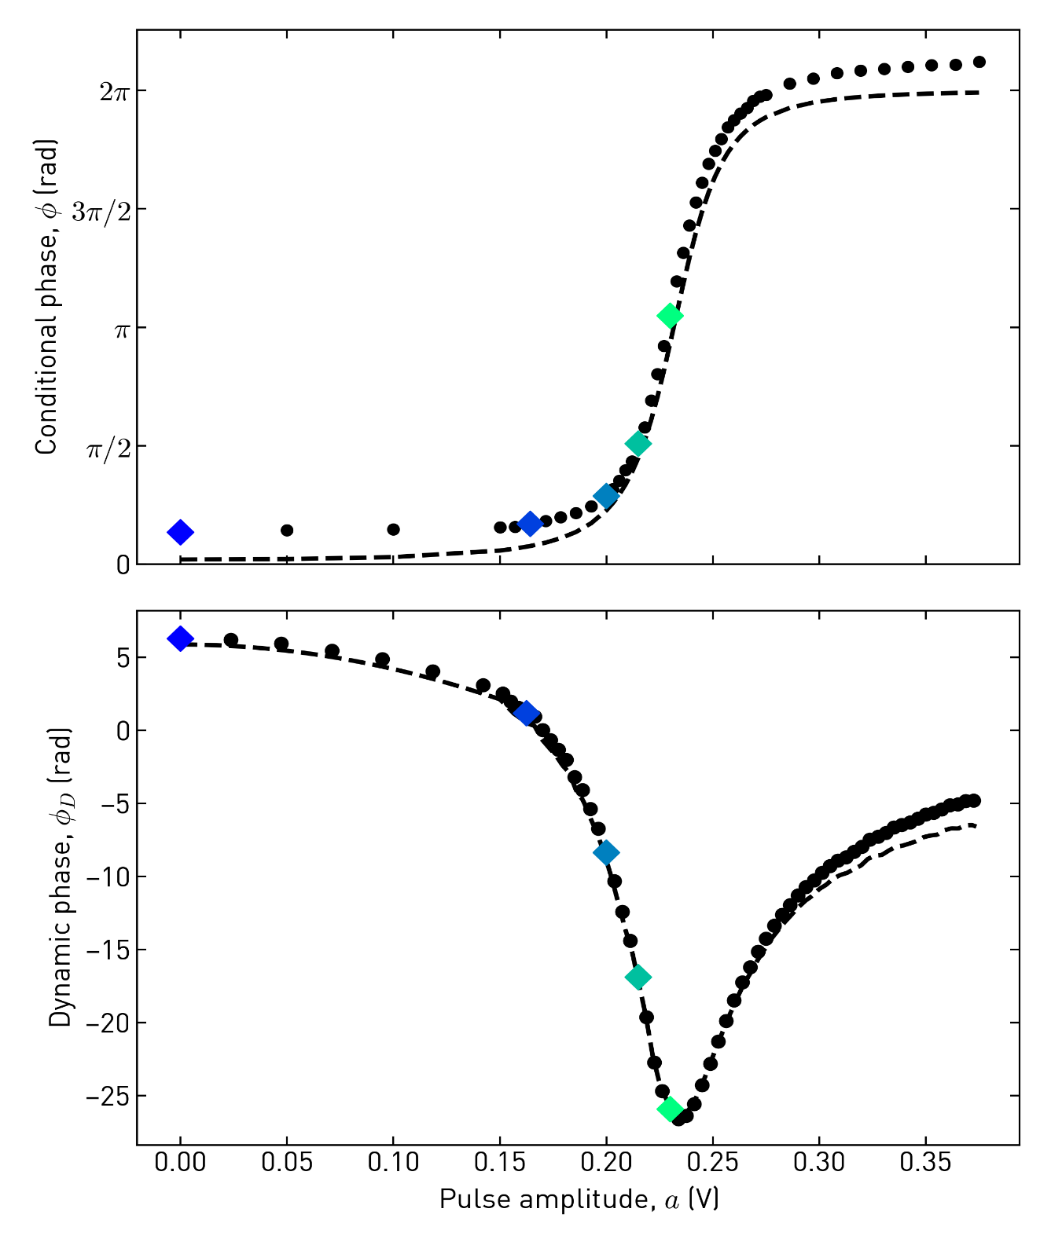 Conditional phase, ϕ (rad)
2π
3π/2
π
π/2
0
Dynamic phase, ϕ_D (rad)
5
0
−5
−10
−15
−20
−25
0.00 0.05 0.10 0.15 0.20 0.25 0.30 0.35
Pulse amplitude, a (V)